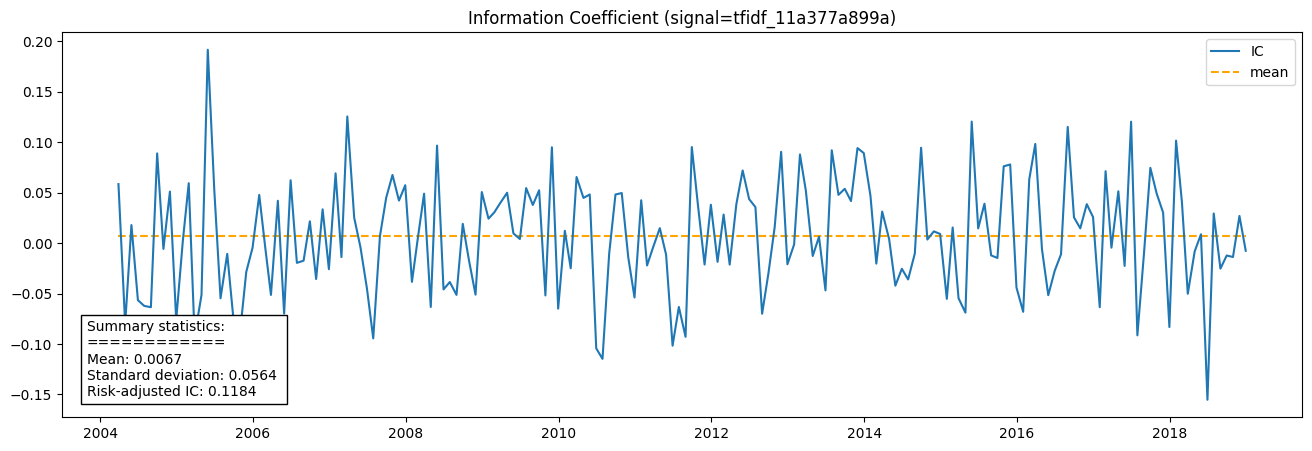 Information Coefficient (signal=tfidf_11a377a899a)
0.20
0.15
0.10
0.05
0.00
−0.05
−0.10
−0.15
IC
mean
Summary statistics:
============
Mean: 0.0067
Standard deviation: 0.0564
Risk-adjusted IC: 0.1184
2004
2006
2008
2010
2012
2014
2016
2018